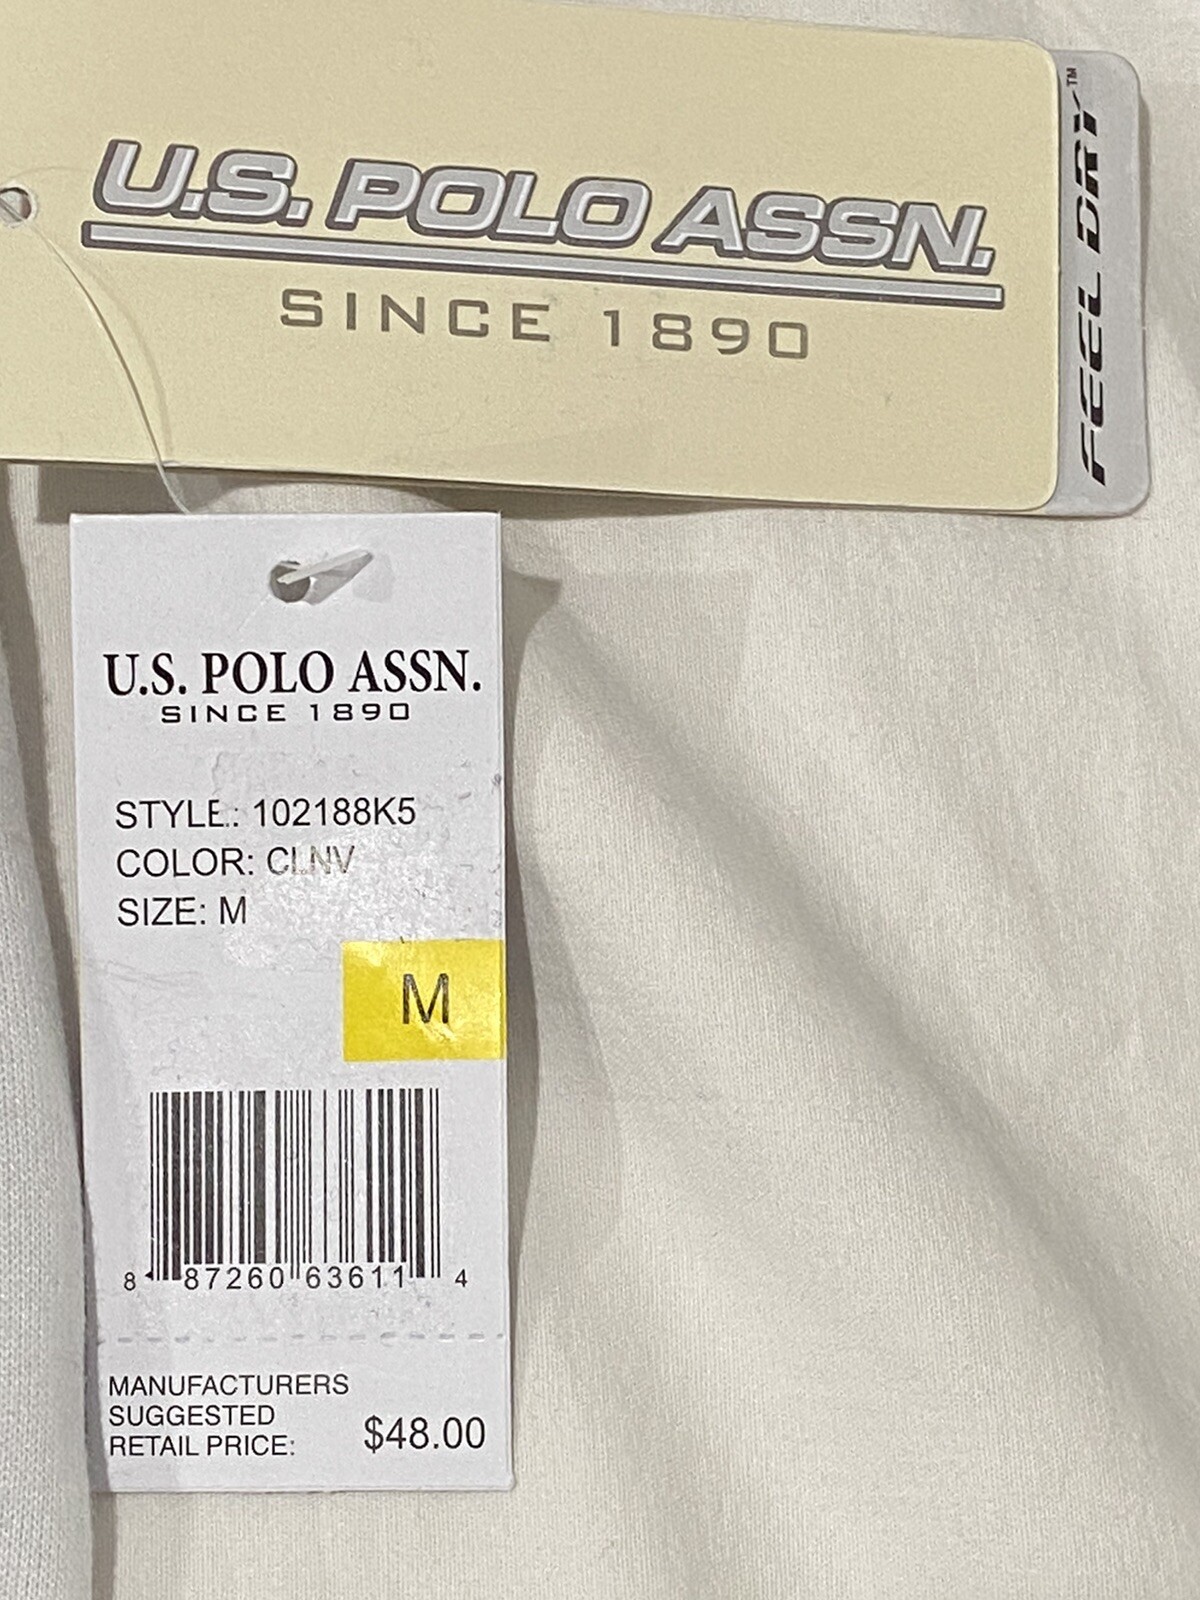 U.S. POLO ASSN.
SINCE 1890
FEEL DRY™
U.S. POLO ASSN.
SINCE 1890
STYLE: 102188K5
COLOR: CLNV
SIZE: M
M
8 87260 63611 4
MANUFACTURERS
SUGGESTED
RETAIL PRICE: $48.00